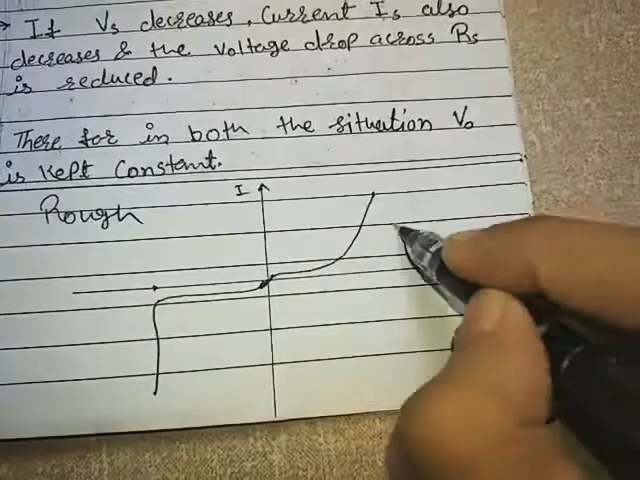 → If Vs decreases, Current Is also
decreases & the voltage drop across Rs
is reduced.
There for in both the situation Vo
is kept constant.
I
Rough